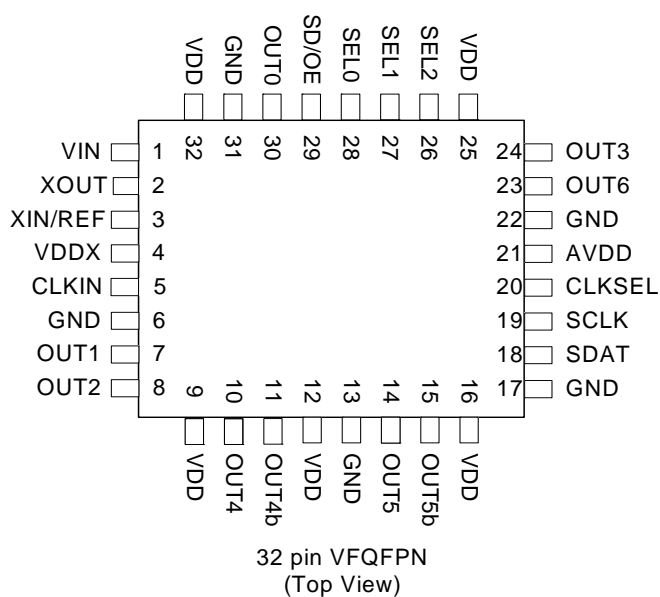 VDD
GND
OUT0
SD/OE
SEL0
SEL1
SEL2
VDD
32
31
30
29
28
27
26
25
VIN 1
XOUT 2
XIN/REF 3
VDDX 4
CLKIN 5
GND 6
OUT1 7
OUT2 8
24 OUT3
23 OUT6
22 GND
21 AVDD
20 CLKSEL
19 SCLK
18 SDAT
17 GND
9
10
11
12
13
14
15
16
VDD
OUT4
OUT4b
VDD
GND
OUT5
OUT5b
VDD
32 pin VFQFPN
(Top View)